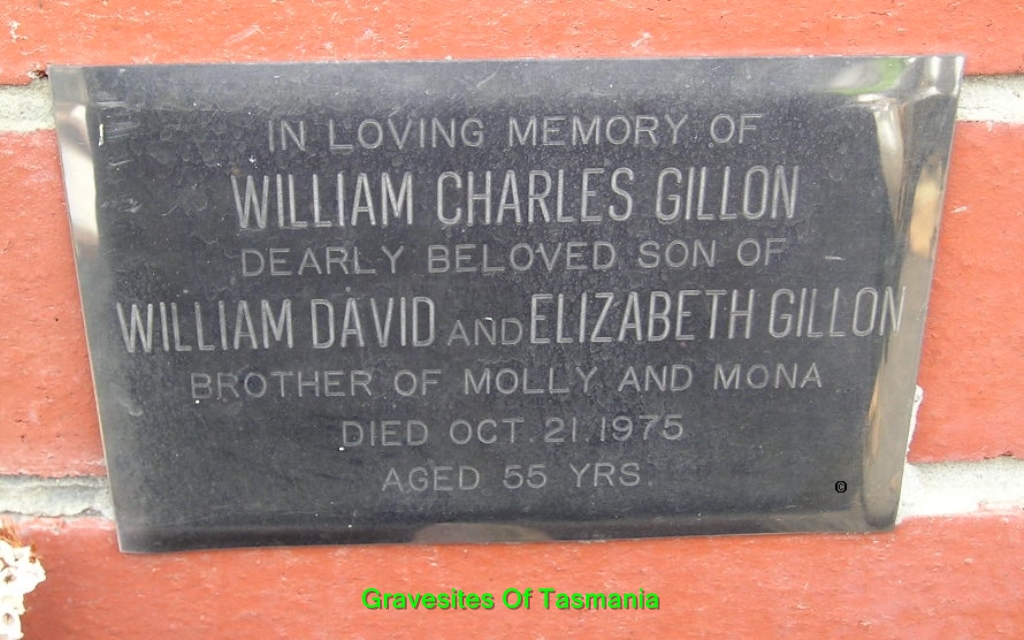 IN LOVING MEMORY OF
WILLIAM CHARLES GILLON
DEARLY BELOVED SON OF
WILLIAM DAVID AND ELIZABETH GILLON
BROTHER OF MOLLY AND MONA
DIED OCT. 21. 1975
AGED 55 YRS.
©
Gravesites Of Tasmania